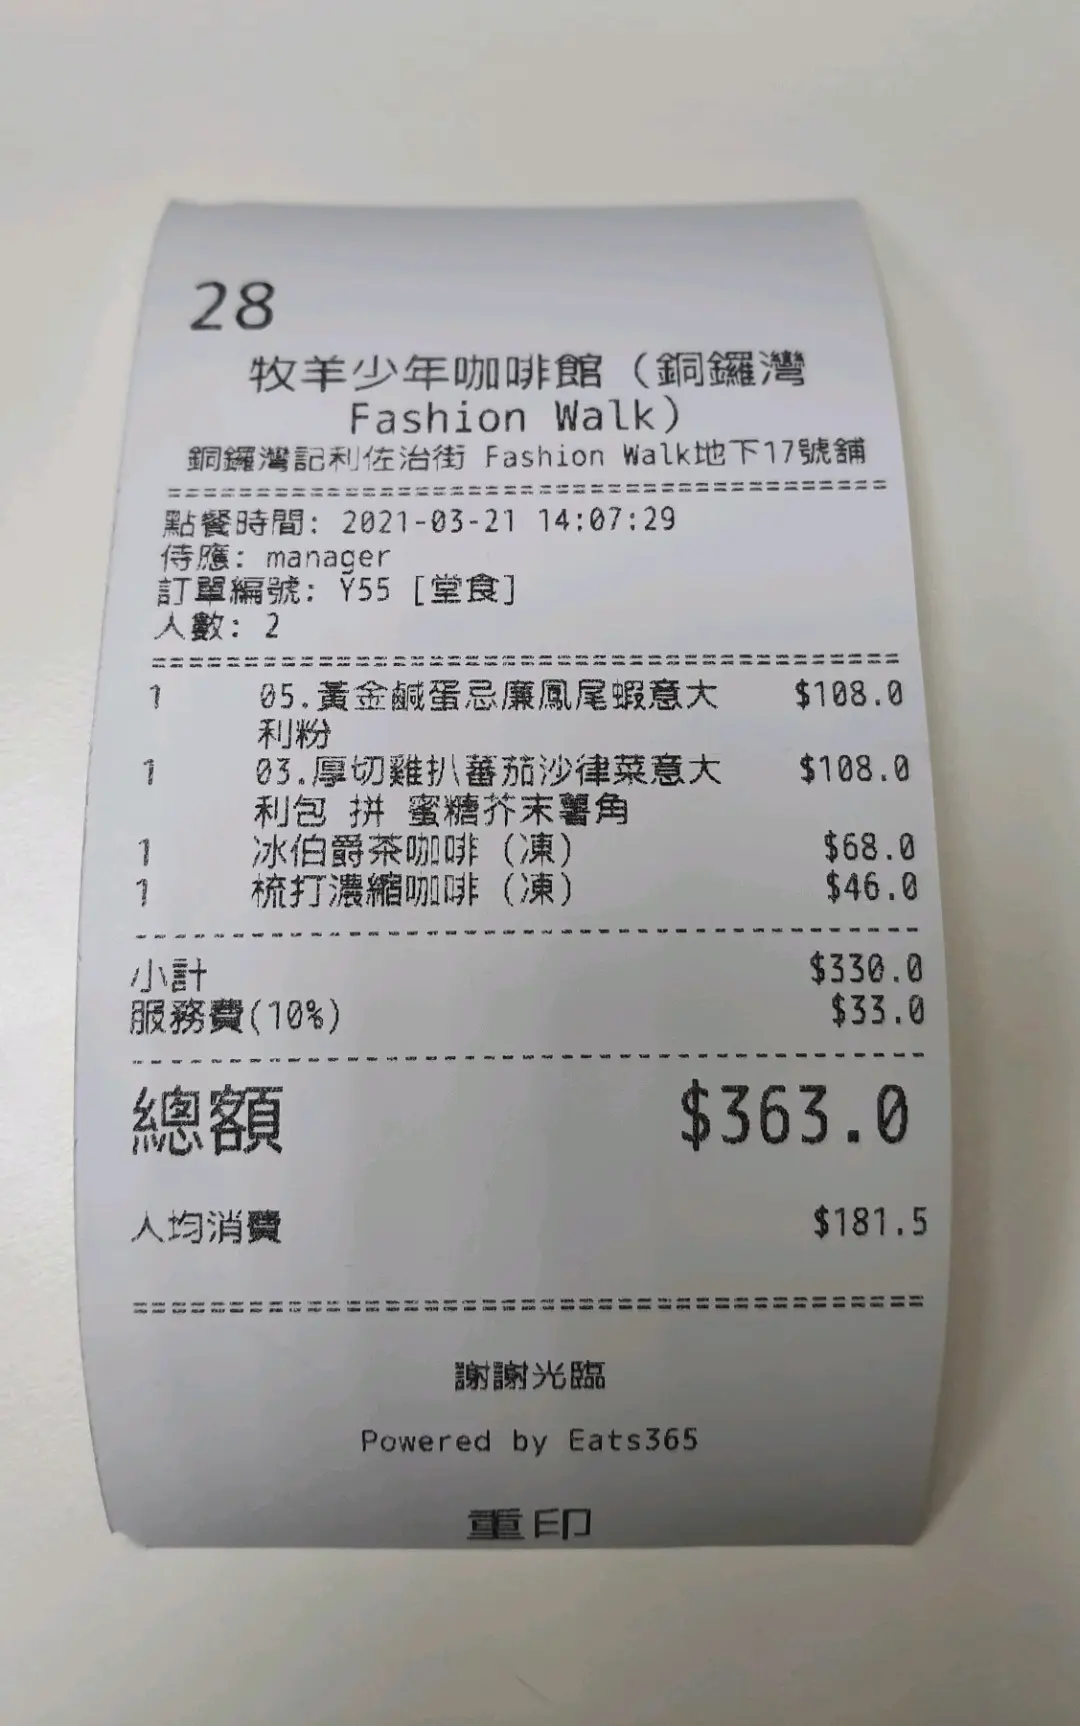 28
牧羊少年咖啡館（銅鑼灣
Fashion Walk）
銅鑼灣記利佐治街 Fashion Walk地下17號舖
點餐時間: 2021-03-21 14:07:29
侍應: manager
訂單編號: Y55 [堂食]
人數: 2
1 05.黃金鹹蛋忌廉鳳尾蝦意大 $108.0
利粉
1 03.厚切雞扒蕃茄沙律菜意大 $108.0
利包 拼 蜜糖芥末薯角
1 冰伯爵茶咖啡（凍） $68.0
1 梳打濃縮咖啡（凍） $46.0
小計 $330.0
服務費(10%) $33.0
總額 $363.0
人均消費 $181.5
謝謝光臨
Powered by Eats365
重印